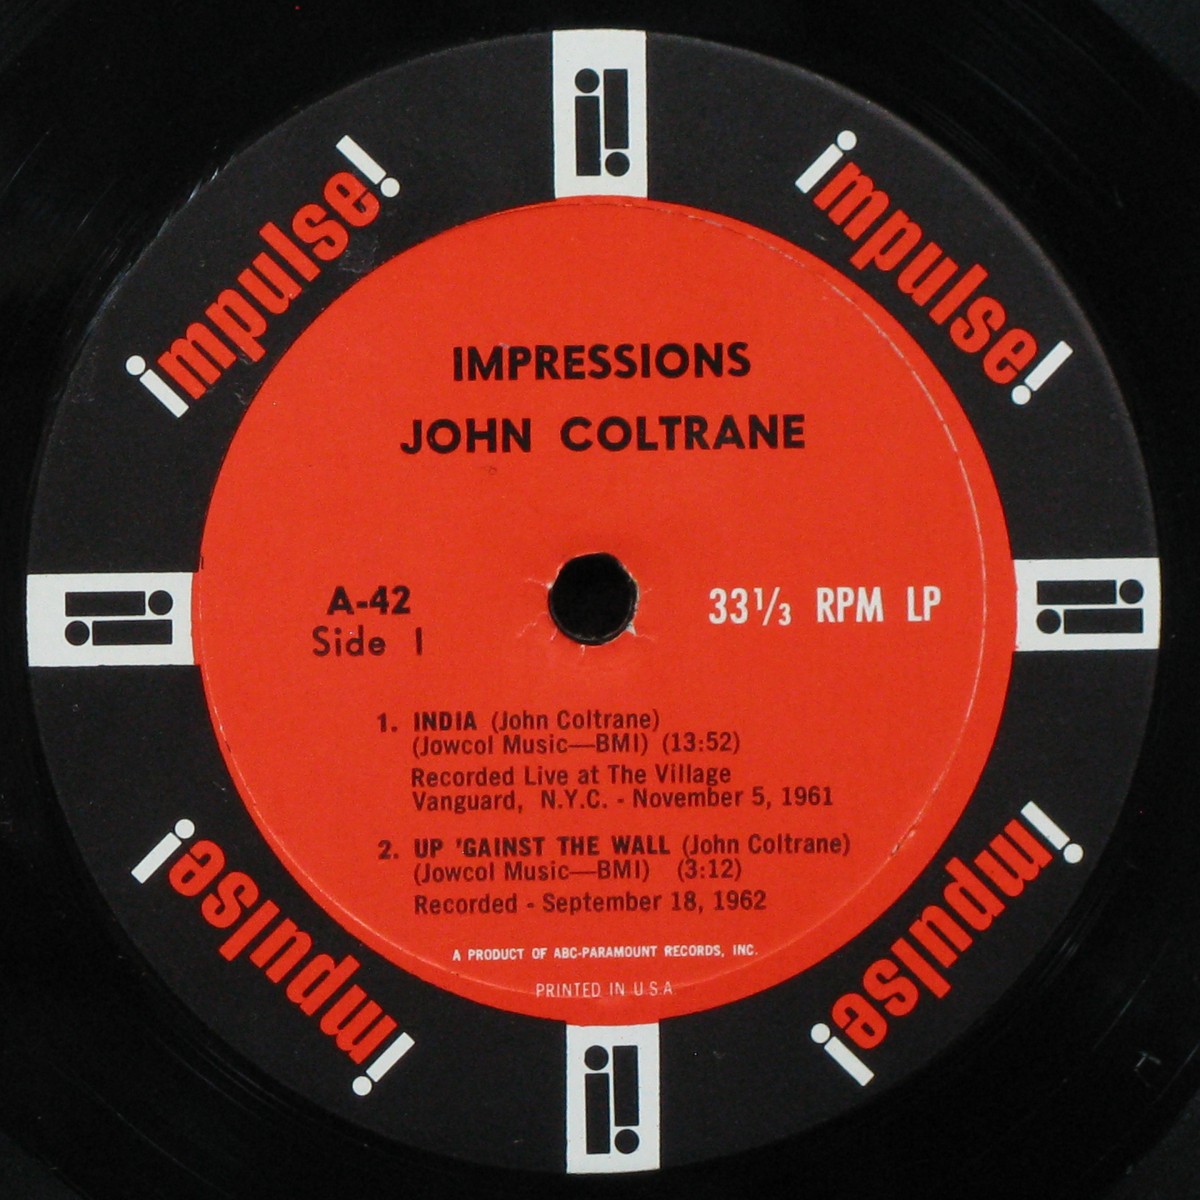 i!
impulse!
impulse!
IMPRESSIONS
JOHN COLTRANE
A-42
Side 1
33 1/3 RPM LP
i!
i!
1. INDIA (John Coltrane)
(Jowcol Music—BMI) (13:52)
Recorded Live at The Village
Vanguard, N.Y.C. - November 5, 1961
2. UP 'GAINST THE WALL (John Coltrane)
(Jowcol Music—BMI) (3:12)
Recorded - September 18, 1962
A PRODUCT OF ABC-PARAMOUNT RECORDS, INC.
PRINTED IN U.S.A.
impulse!
impulse!
i!